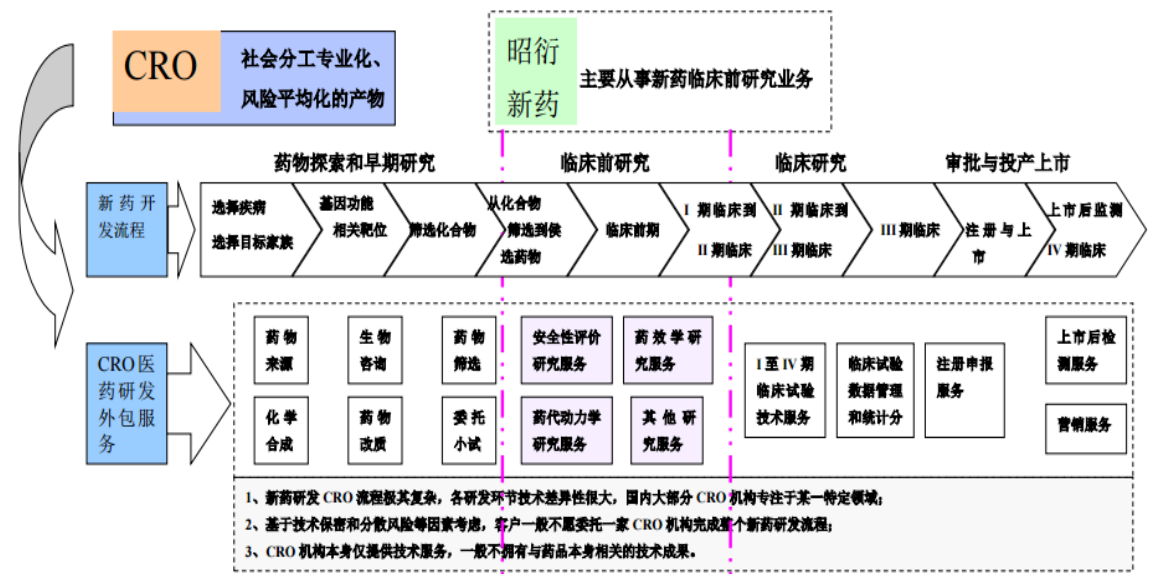 CRO
社会分工专业化、
风险平均化的产物
昭衍
新药
主要从事新药临床前研究业务
药物探索和早期研究
临床前研究
临床研究
审批与投产上市
新药开
发流程
选择疾病
选择目标家族
基因功能
相关靶位
筛选化合物
从化合物
筛选到侯
选药物
临床前期
I 期临床到
II 期临床
II 期临床到
III 期临床
III 期临床
注册与上
市
上市后监测
IV 期临床
CRO 医
药研发
外包服
务
药物
来源
生物
咨询
药物
筛选
安全性评价
研究服务
药效学研
究服务
化学
合成
药物
改质
委托
小试
药代动力学
研究服务
其他研
究服务
I 至 IV 期
临床试验
技术服务
临床试验
数据管理
和统计分
注册申报
服务
上市后检
测服务
营销服务
1、新药研发 CRO 流程极其复杂，各研发环节技术差异性很大，国内大部分 CRO 机构专注于某一特定领域；
2、基于技术保密和分散风险等因素考虑，客户一般不愿委托一家 CRO 机构完成整个新药研发流程；
3、CRO 机构本身仅提供技术服务，一般不拥有与药品本身相关的技术成果。